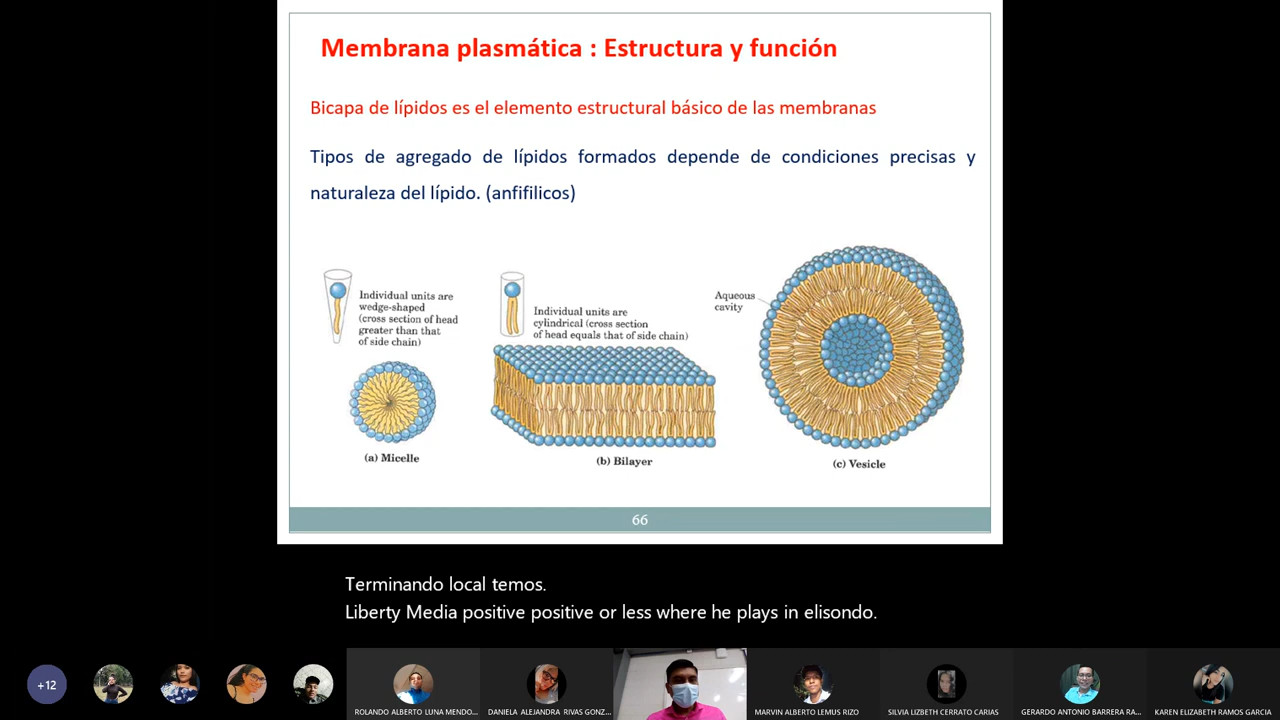 Membrana plasmática : Estructura y función
Bicapa de lípidos es el elemento estructural básico de las membranas
Tipos de agregado de lípidos formados depende de condiciones precisas y
naturaleza del lípido. (anfifilicos)
Individual units are
wedge-shaped
(cross section of head
greater than that
of side chain)
(a) Micelle
Individual units are
cylindrical (cross section
of head equals that of side chain)
(b) Bilayer
Aqueous
cavity
(c) Vesicle
66
Terminando local temos.
Liberty Media positive positive or less where he plays in elisondo.
+12
ROLANDO ALBERTO LUNA MENDO...
DANIELA ALEJANDRA RIVAS GONZ...
MARVIN ALBERTO LEMUS RIZO
SILVIA LIZBETH CERRATO CARIAS
GERARDO ANTONIO BARRERA RA...
KAREN ELIZABETH RAMOS GARCIA